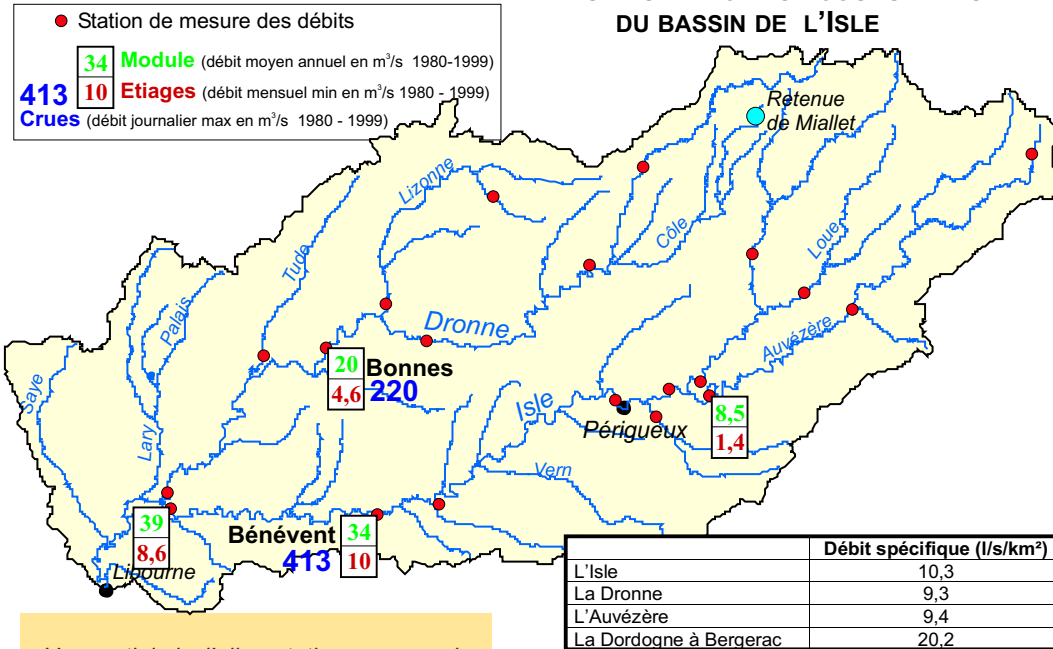 DU BASSIN DE L'ISLE
Station de mesure des débits
34 Module (débit moyen annuel en m³/s 1980-1999)
413 10 Etiages (débit mensuel min en m³/s 1980 - 1999)
Crues (débit journalier max en m³/s 1980 - 1999)
Retenue
de Miallet
Lizonne
Côle
Loue
Tude
Palais
Dronne
Auvézère
Saye
20 Bonnes
4,6 220
Isle
8,5
1,4
Périgueux
Lary
Vern
39
8,6
Bénévent 34
413 10
Libourne
Débit spécifique (l/s/km²)
L'Isle 10,3
La Dronne 9,3
L'Auvézère 9,4
La Dordogne à Bergerac 20,2